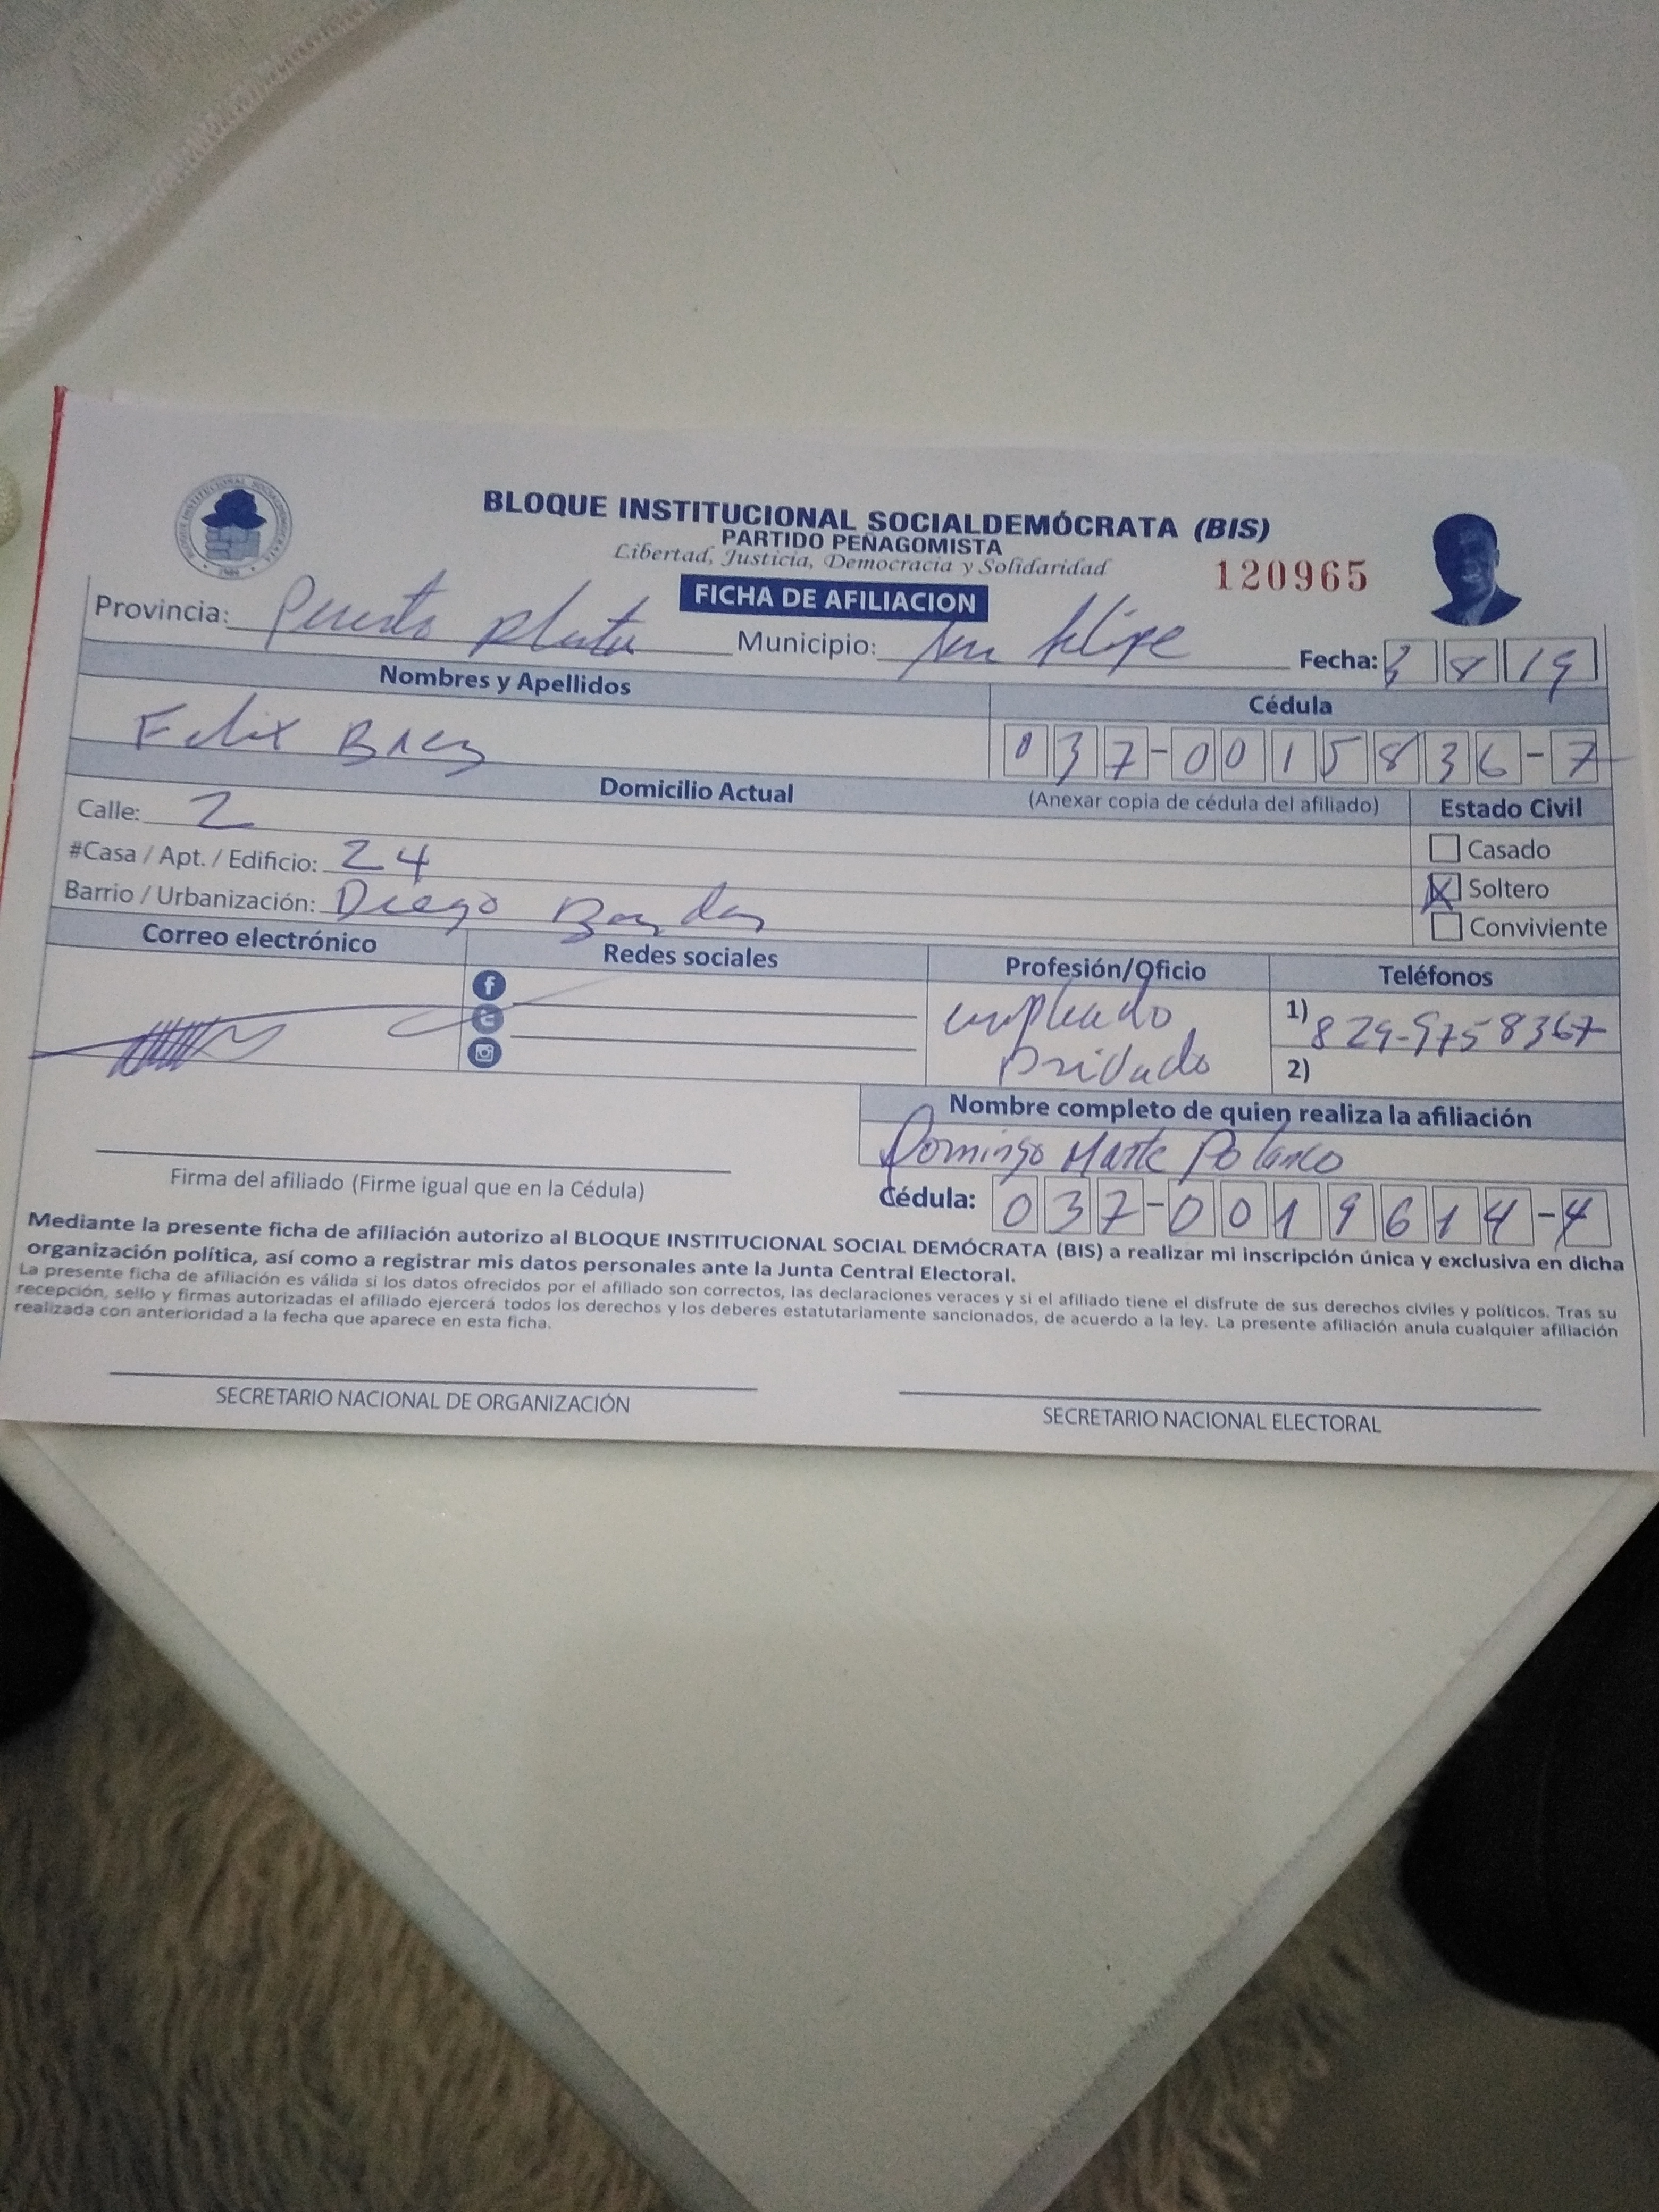 BLOQUE INSTITUCIONAL SOCIALDEMÓCRATA (BIS)
PARTIDO PEÑAGOMISTA
Libertad, Justicia, Democracia y Solidaridad
120965
FICHA DE AFILIACION
Provincia: Puerto plata Municipio: san felipe Fecha: 3 8 19
Nombres y Apellidos Cédula
Felix Baez 037-0015836-7
Domicilio Actual (Anexar copia de cédula del afiliado) Estado Civil
Calle: 2
Casado
#Casa / Apt. / Edificio: 24
X Soltero
Barrio / Urbanización: Diego
Conviviente
Correo electrónico Redes sociales Profesión/Oficio Teléfonos
empleado 1) 829-9758367
pridado 2)
Nombre completo de quien realiza la afiliación
Domingo Marte Polanco
Firma del afiliado (Firme igual que en la Cédula)
Cédula: 037-0019614-4
Mediante la presente ficha de afiliación autorizo al BLOQUE INSTITUCIONAL SOCIAL DEMÓCRATA (BIS) a realizar mi inscripción única y exclusiva en dicha
organización política, así como a registrar mis datos personales ante la Junta Central Electoral.
La presente ficha de afiliación es válida si los datos ofrecidos por el afiliado son correctos, las declaraciones veraces y si el afiliado tiene el disfrute de sus derechos civiles y políticos. Tras su
recepción, sello y firmas autorizadas el afiliado ejercerá todos los derechos y los deberes estatutariamente sancionados, de acuerdo a la ley. La presente afiliación anula cualquier afiliación
realizada con anterioridad a la fecha que aparece en esta ficha.
SECRETARIO NACIONAL DE ORGANIZACIÓN SECRETARIO NACIONAL ELECTORAL